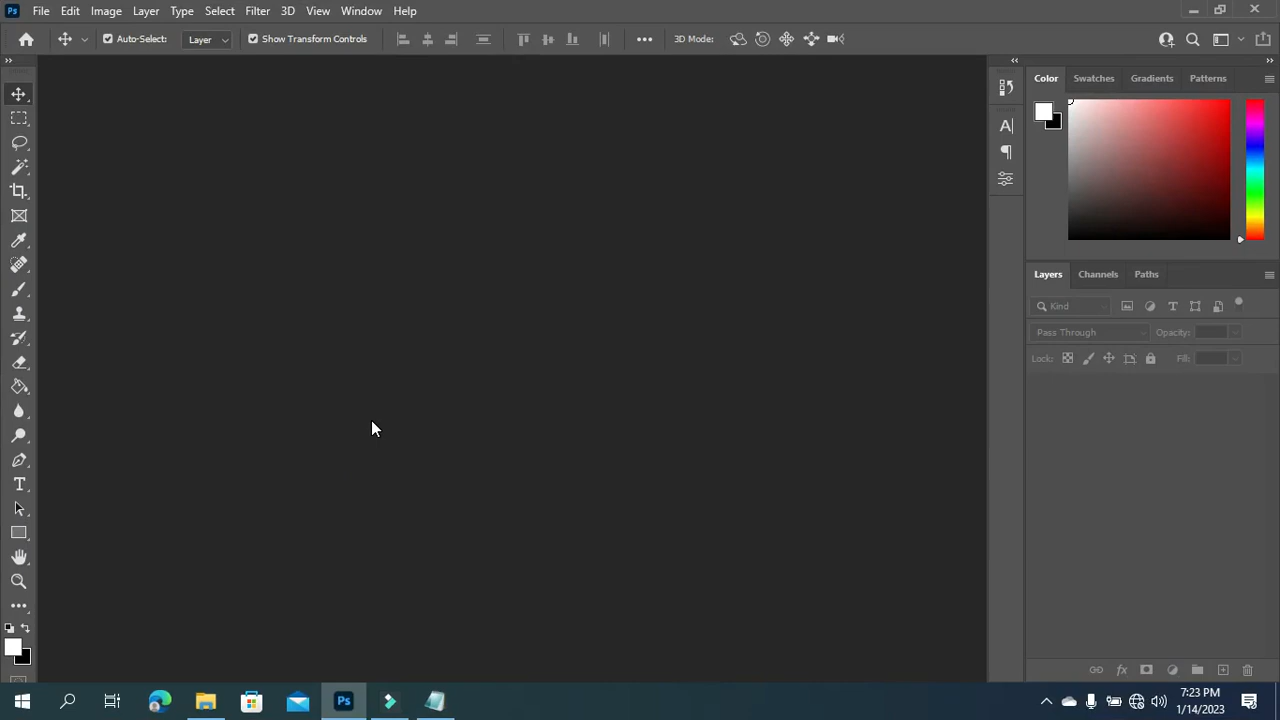 Ps File Edit Image Layer Type Select Filter 3D View Window Help
Auto-Select: Layer Show Transform Controls 3D Mode:
Color Swatches Gradients Patterns
Layers Channels Paths
Kind
Pass Through Opacity:
Lock: Fill:
Ps
7:23 PM
1/14/2023